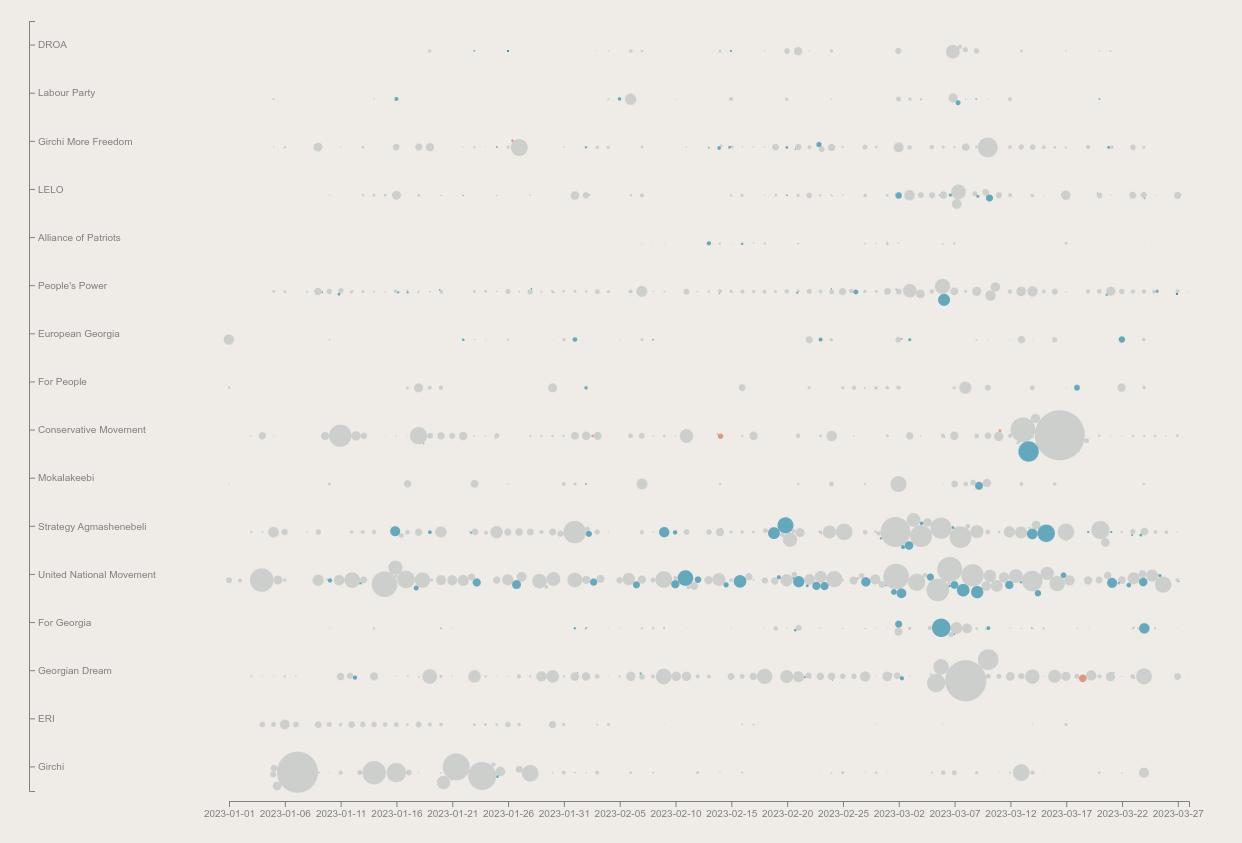 DROA
Labour Party
Girchi More Freedom
LELO
Alliance of Patriots
People's Power
European Georgia
For People
Conservative Movement
Mokalakeebi
Strategy Agmashenebeli
United National Movement
For Georgia
Georgian Dream
ERI
Girchi
2023-01-01 2023-01-06 2023-01-11 2023-01-16 2023-01-21 2023-01-26 2023-01-31 2023-02-05 2023-02-10 2023-02-15 2023-02-20 2023-02-25 2023-03-02 2023-03-07 2023-03-12 2023-03-17 2023-03-22 2023-03-27